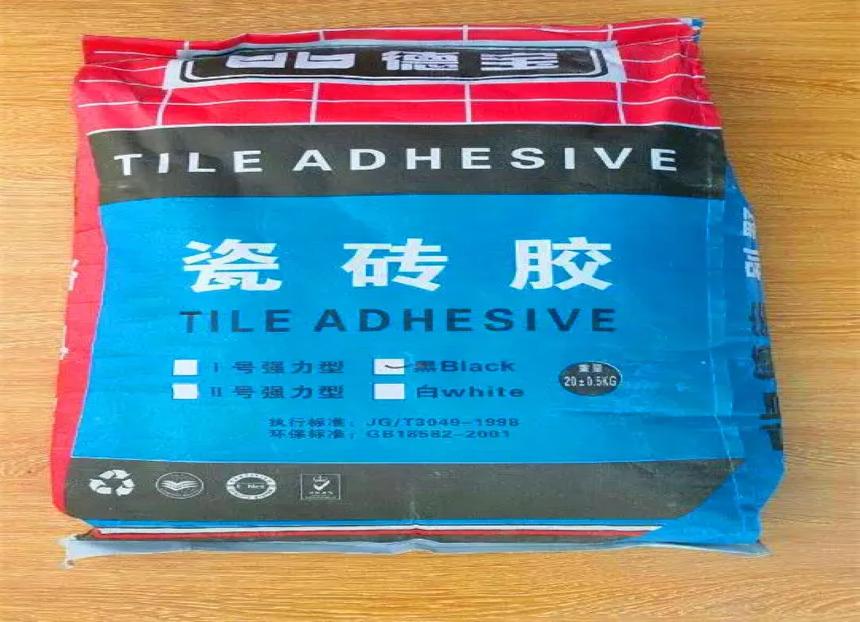 TILE ADHESIVE
瓷砖胶
TILE ADHESIVE
I号强力型 黑Black
II号强力型 白white
重量
20±0.5KG
执行标准：JG/T3049-1998
环保标准：GB18582-2001